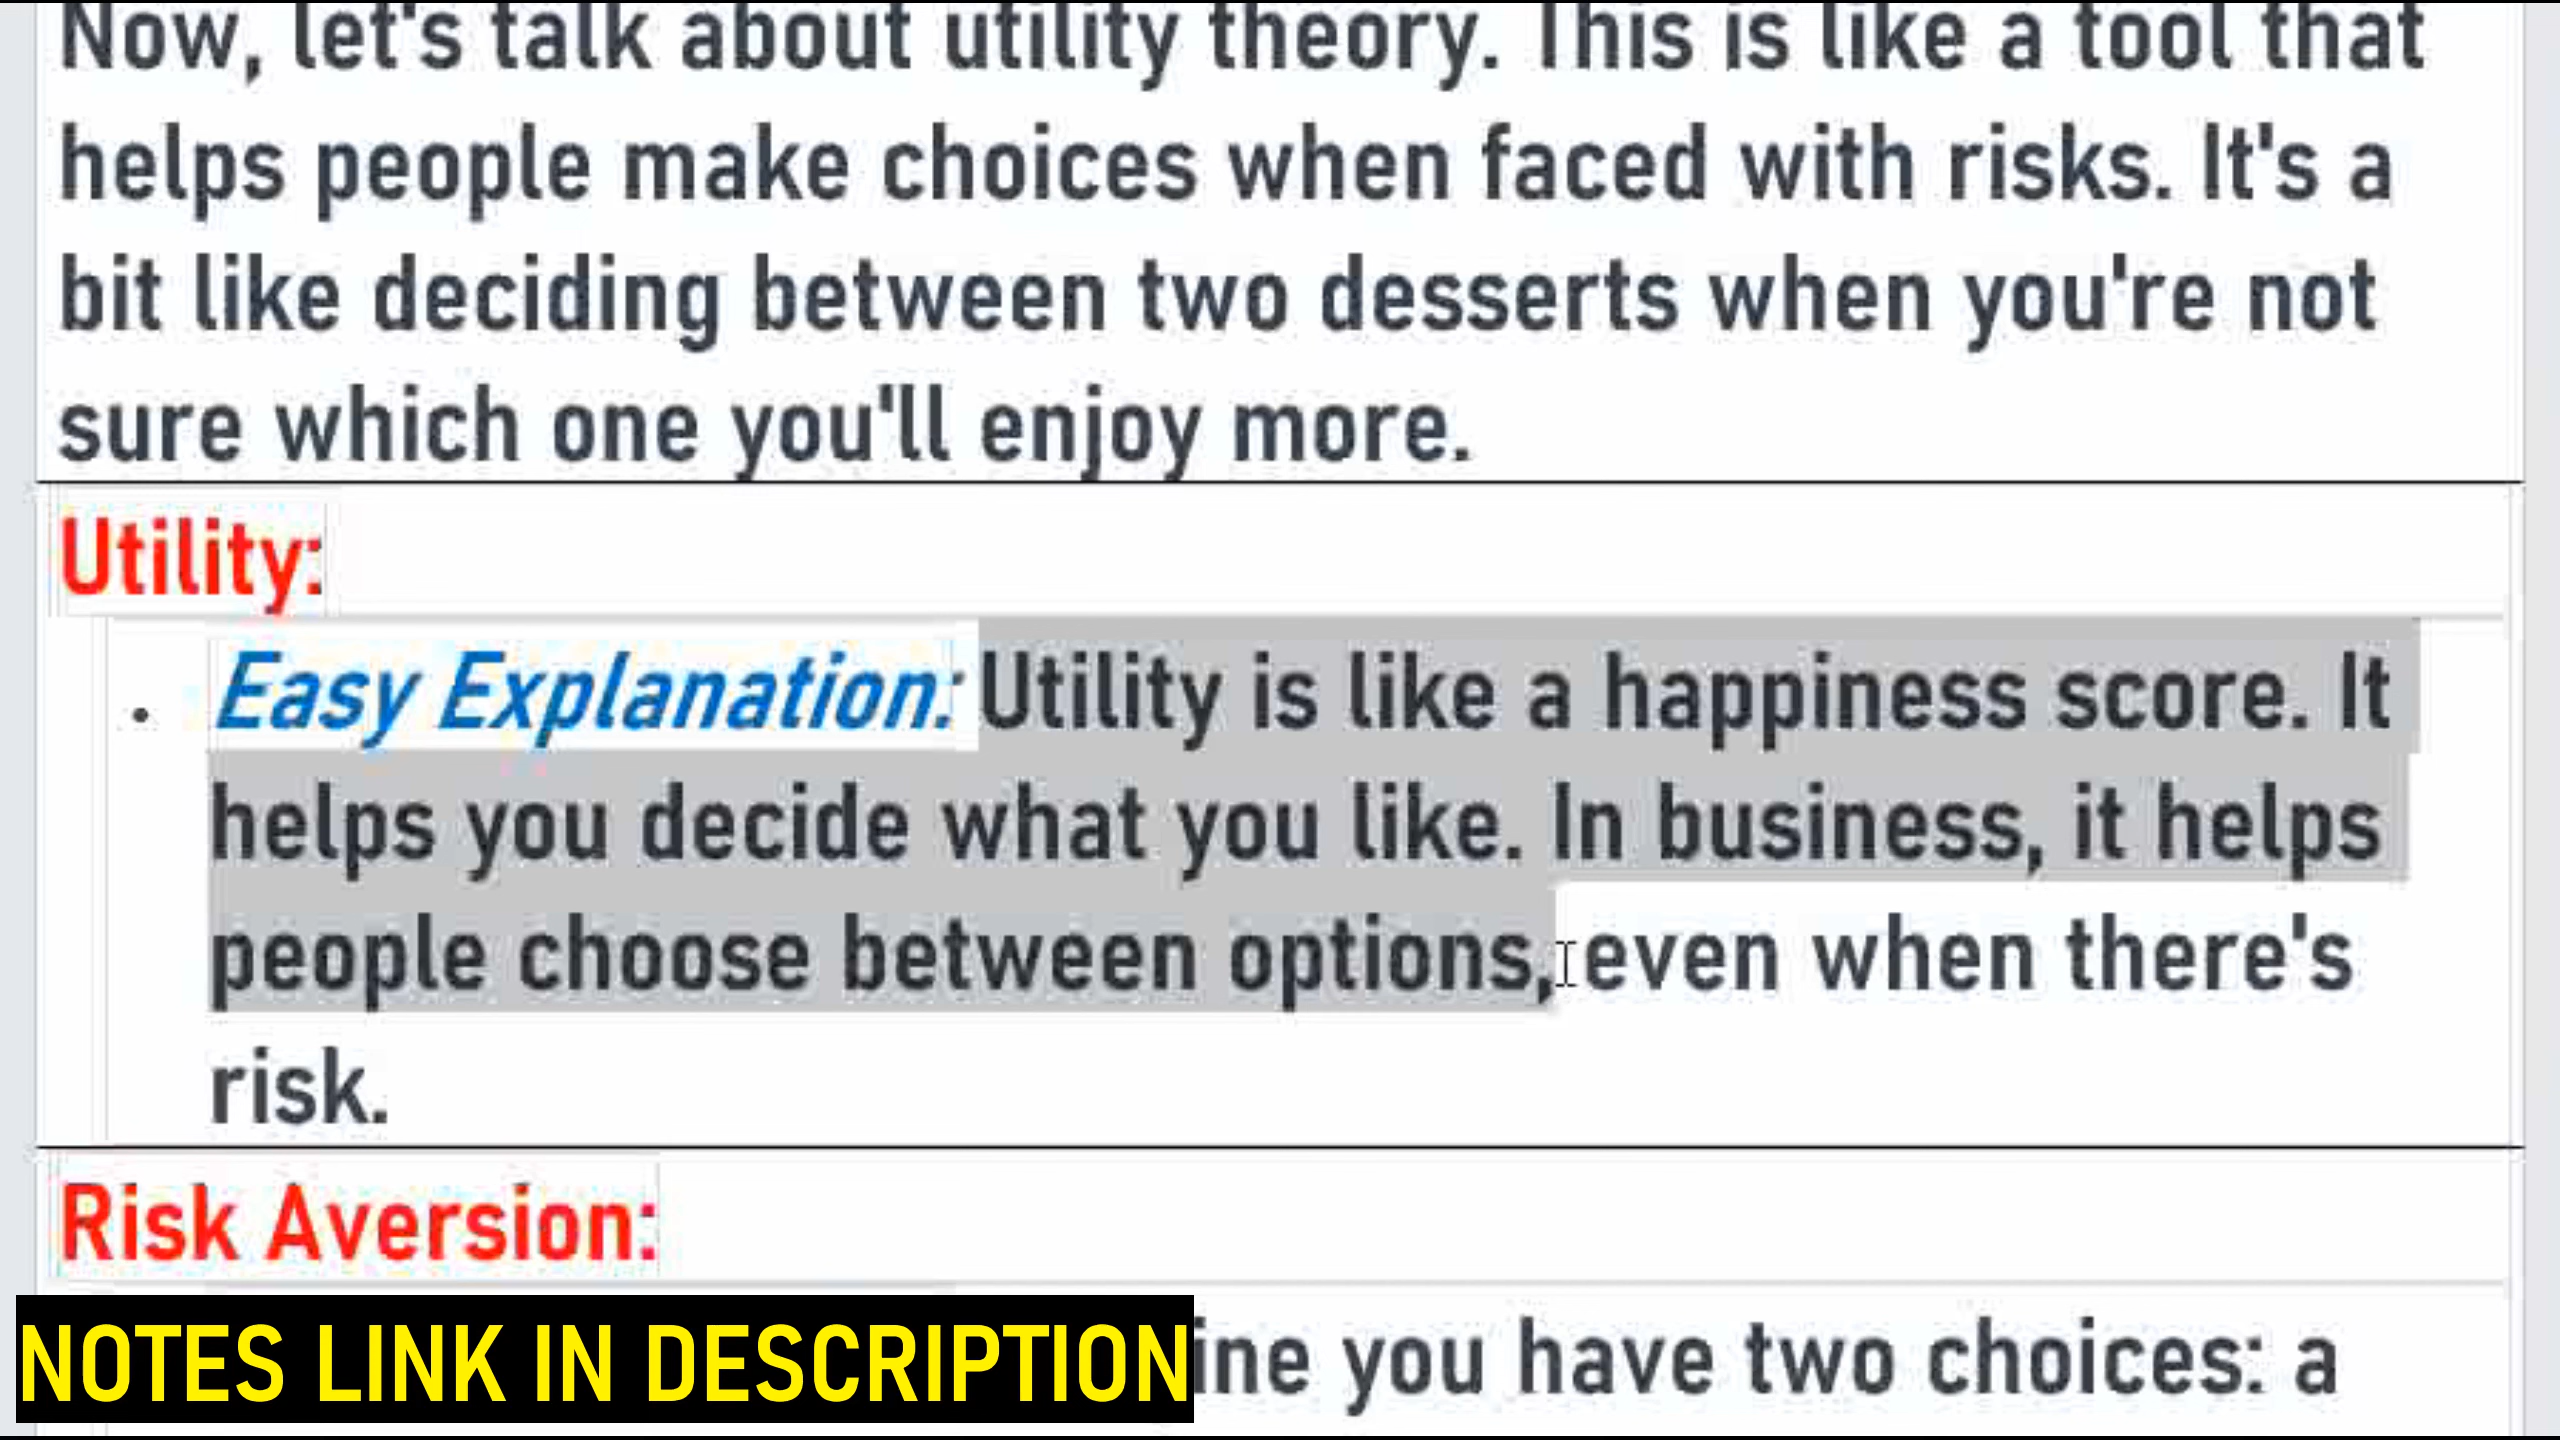 Now, let's talk about utility theory. This is like a tool that
helps people make choices when faced with risks. It's a
bit like deciding between two desserts when you're not
sure which one you'll enjoy more.
Utility:
• Easy Explanation: Utility is like a happiness score. It
helps you decide what you like. In business, it helps
people choose between options, even when there's
risk.
Risk Aversion:
NOTES LINK IN DESCRIPTION
you have two choices: a